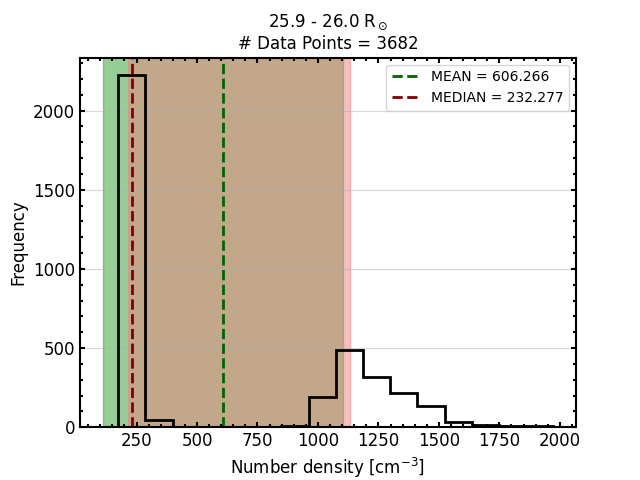 25.9 - 26.0 R⊙
# Data Points = 3682
MEAN = 606.266
MEDIAN = 232.277
Frequency
2000
1500
1000
500
0
250 500 750 1000 1250 1500 1750 2000
Number density [cm⁻³]